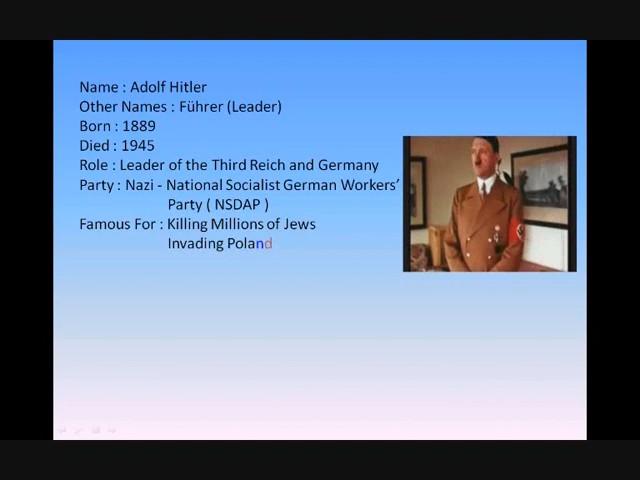 Name : Adolf Hitler
Other Names : Führer (Leader)
Born : 1889
Died : 1945
Role : Leader of the Third Reich and Germany
Party : Nazi - National Socialist German Workers’
Party ( NSDAP )
Famous For : Killing Millions of Jews
Invading Poland